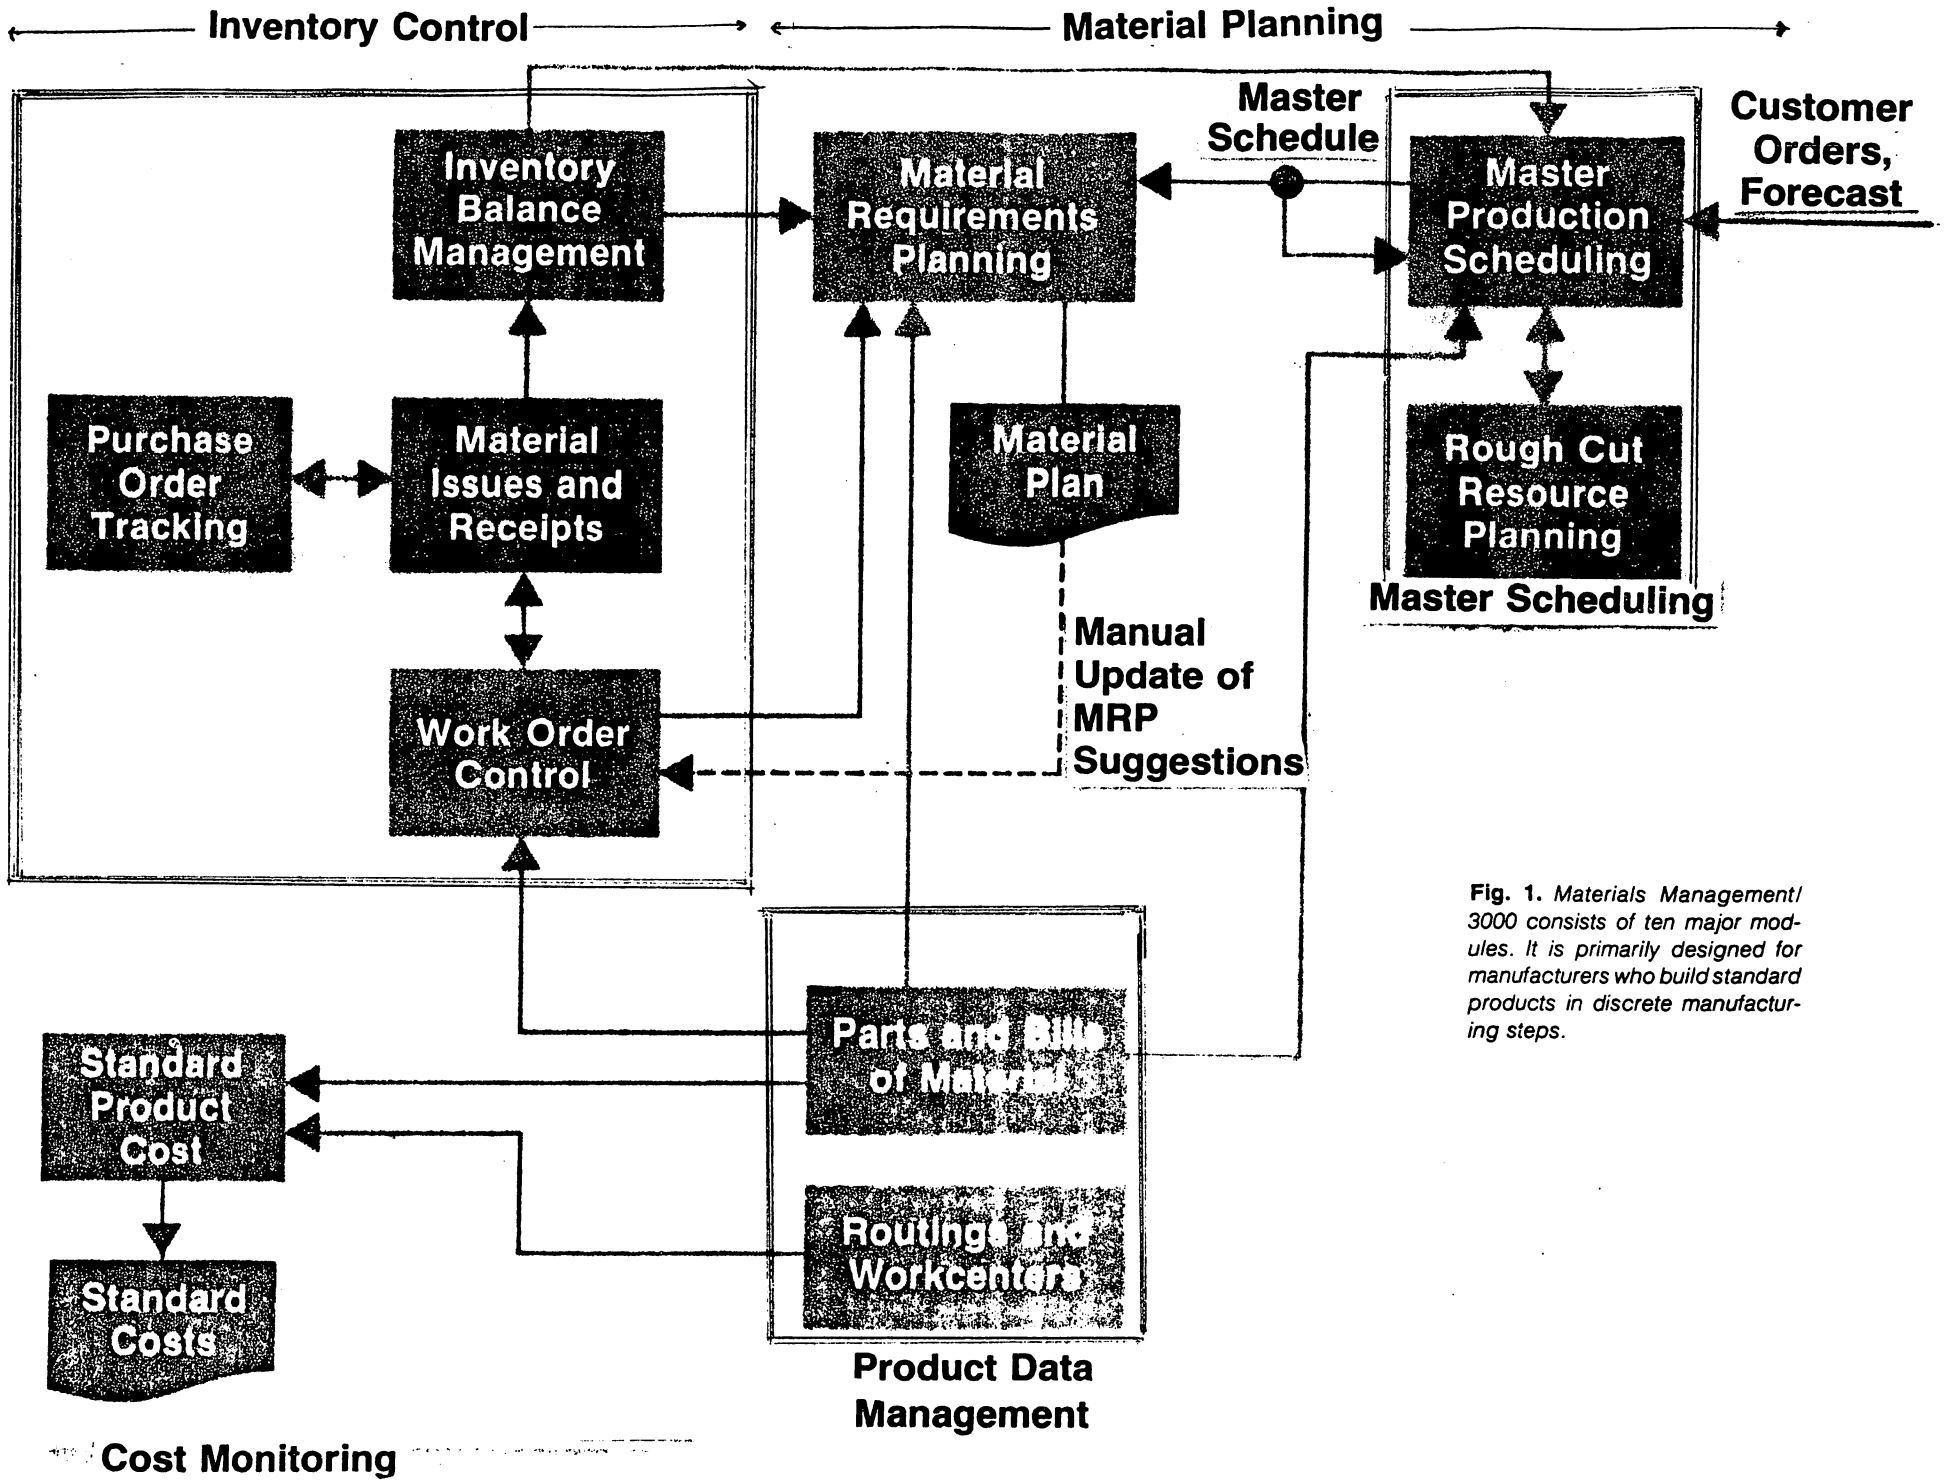 Inventory Control
Material Planning
Master
Schedule
Customer
Orders,
Forecast
Inventory
Balance
Management
Material
Requirements
Planning
Master
Production
Scheduling
Purchase
Order
Tracking
Material
Issues and
Receipts
Material
Plan
Rough Cut
Resource
Planning
Master Scheduling
Manual
Update of
MRP
Suggestions
Work Order
Control
Fig. 1. Materials Management/
3000 consists of ten major mod-
ules. It is primarily designed for
manufacturers who build standard
products in discrete manufactur-
ing steps.
Parts and Bills
of Material
Standard
Product
Cost
Routings and
Workcenters
Standard
Costs
Product Data
Management
Cost Monitoring